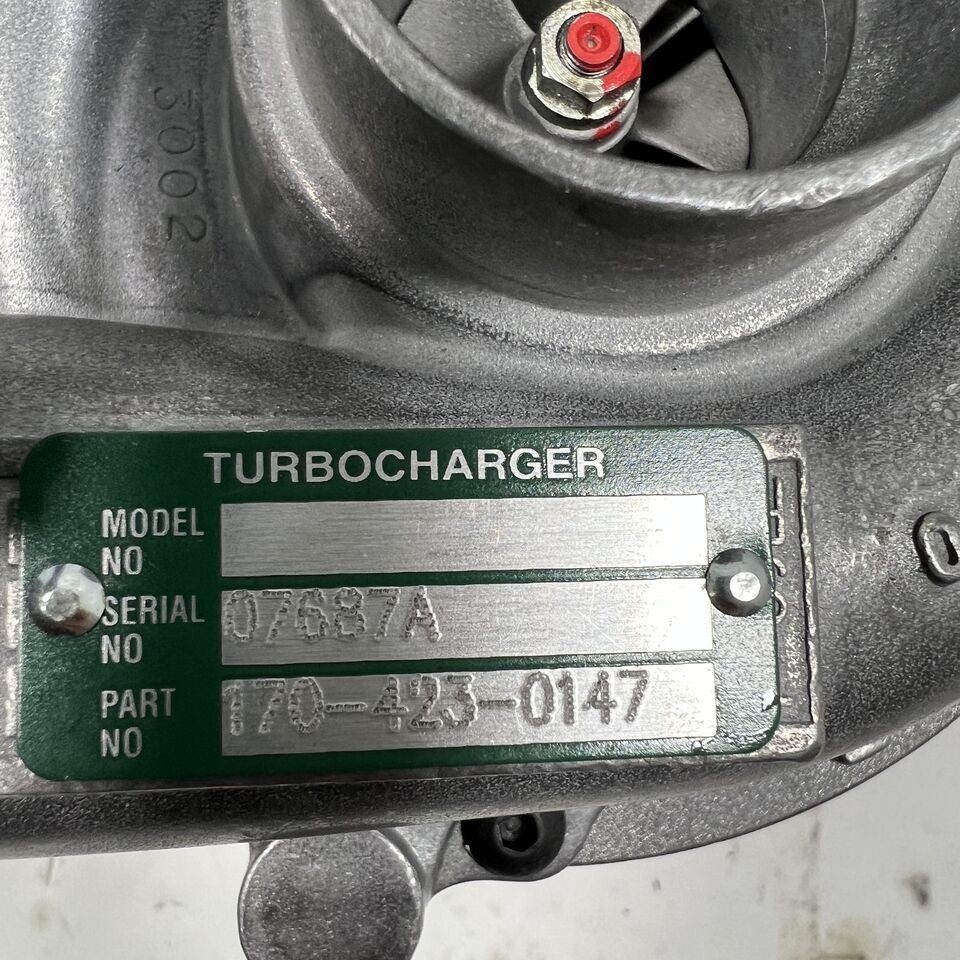 3002
TURBOCHARGER
MODEL
NO
SERIAL
NO
07687A
PART
NO
170-423-0147